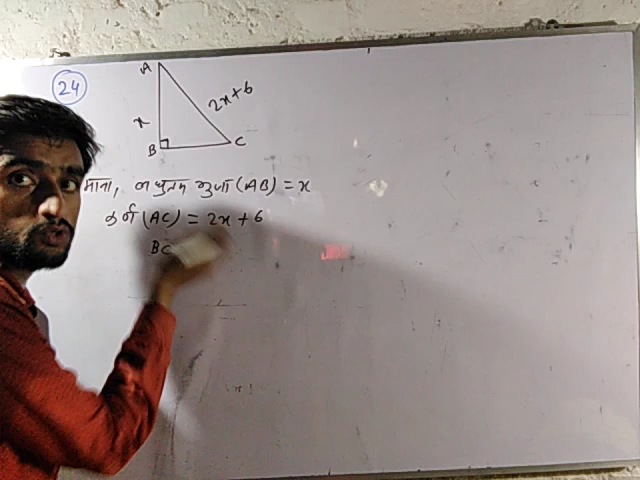 24
A
x
2x+6
B
C
माना, लघुतम भुजा (AB) = x
कर्ण (AC) = 2x + 6
BC